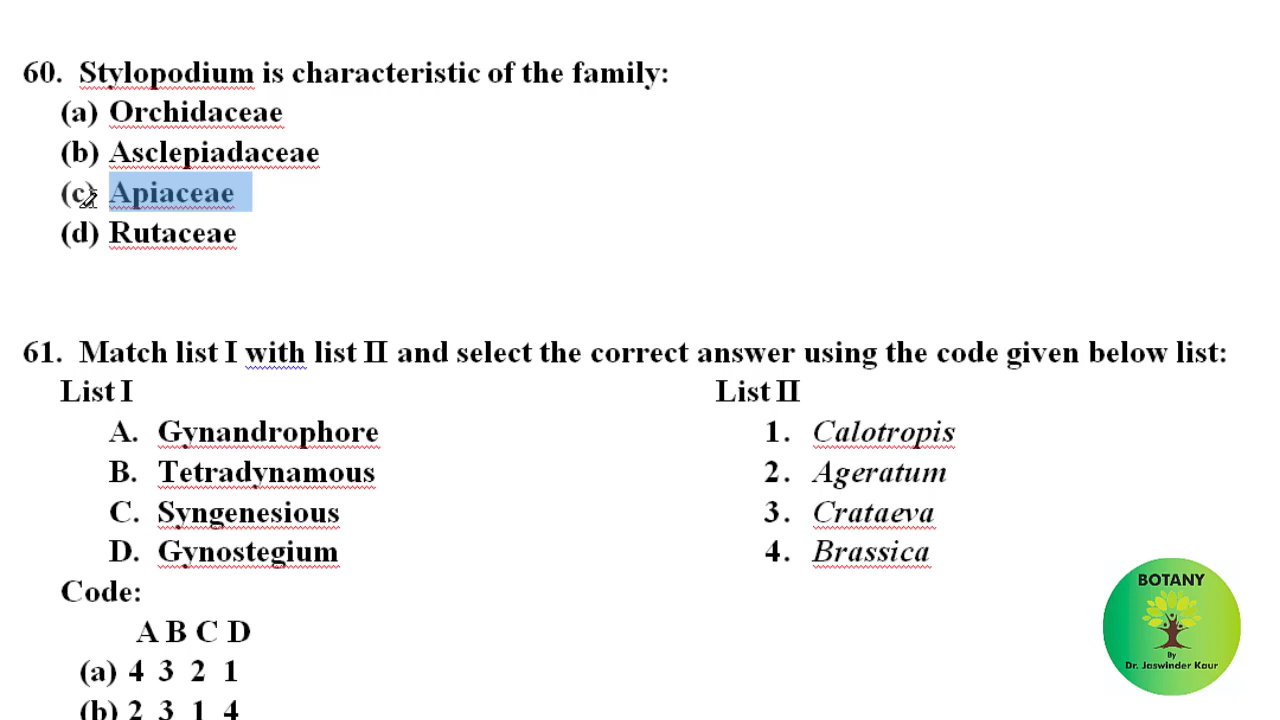 60. Stylopodium is characteristic of the family:
(a) Orchidaceae
(b) Asclepiadaceae
(c) Apiaceae
(d) Rutaceae
61. Match list I with list II and select the correct answer using the code given below list:
List I List II
A. Gynandrophore 1. Calotropis
B. Tetradynamous 2. Ageratum
C. Syngenesious 3. Crataeva
D. Gynostegium 4. Brassica
Code:
A B C D
(a) 4 3 2 1
(b) 2 3 1 4
BOTANY
By
Dr. Jaswinder Kaur